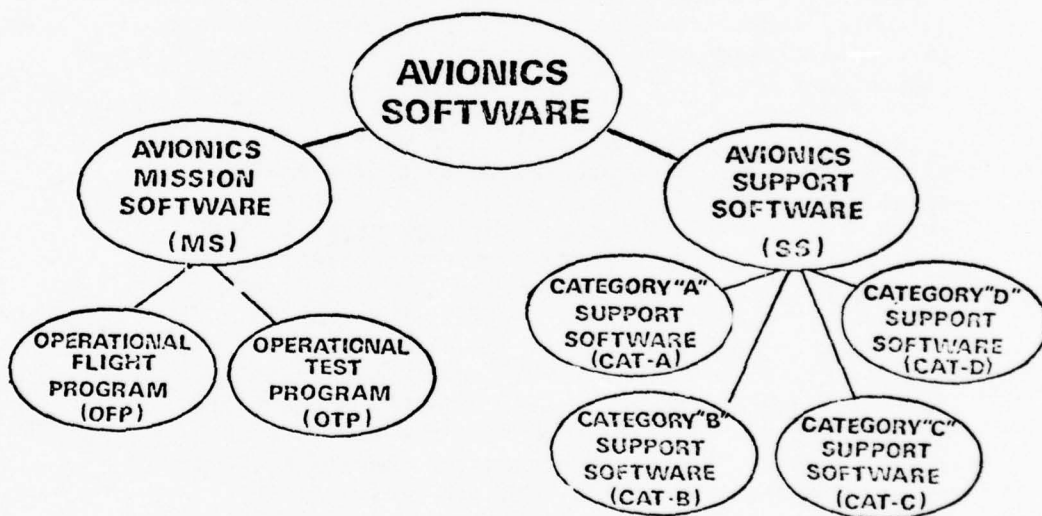 AVIONICS
SOFTWARE
AVIONICS
MISSION
SOFTWARE
(MS)
AVIONICS
SUPPORT
SOFTWARE
(SS)
OPERATIONAL
FLIGHT
PROGRAM
(OFP)
OPERATIONAL
TEST
PROGRAM
(OTP)
CATEGORY"A"
SUPPORT
SOFTWARE
(CAT-A)
CATEGORY"B"
SUPPORT
SOFTWARE
(CAT-B)
CATEGORY"C"
SUPPORT
SOFTWARE
(CAT-C)
CATEGORY"D"
SUPPORT
SOFTWARE
(CAT-D)